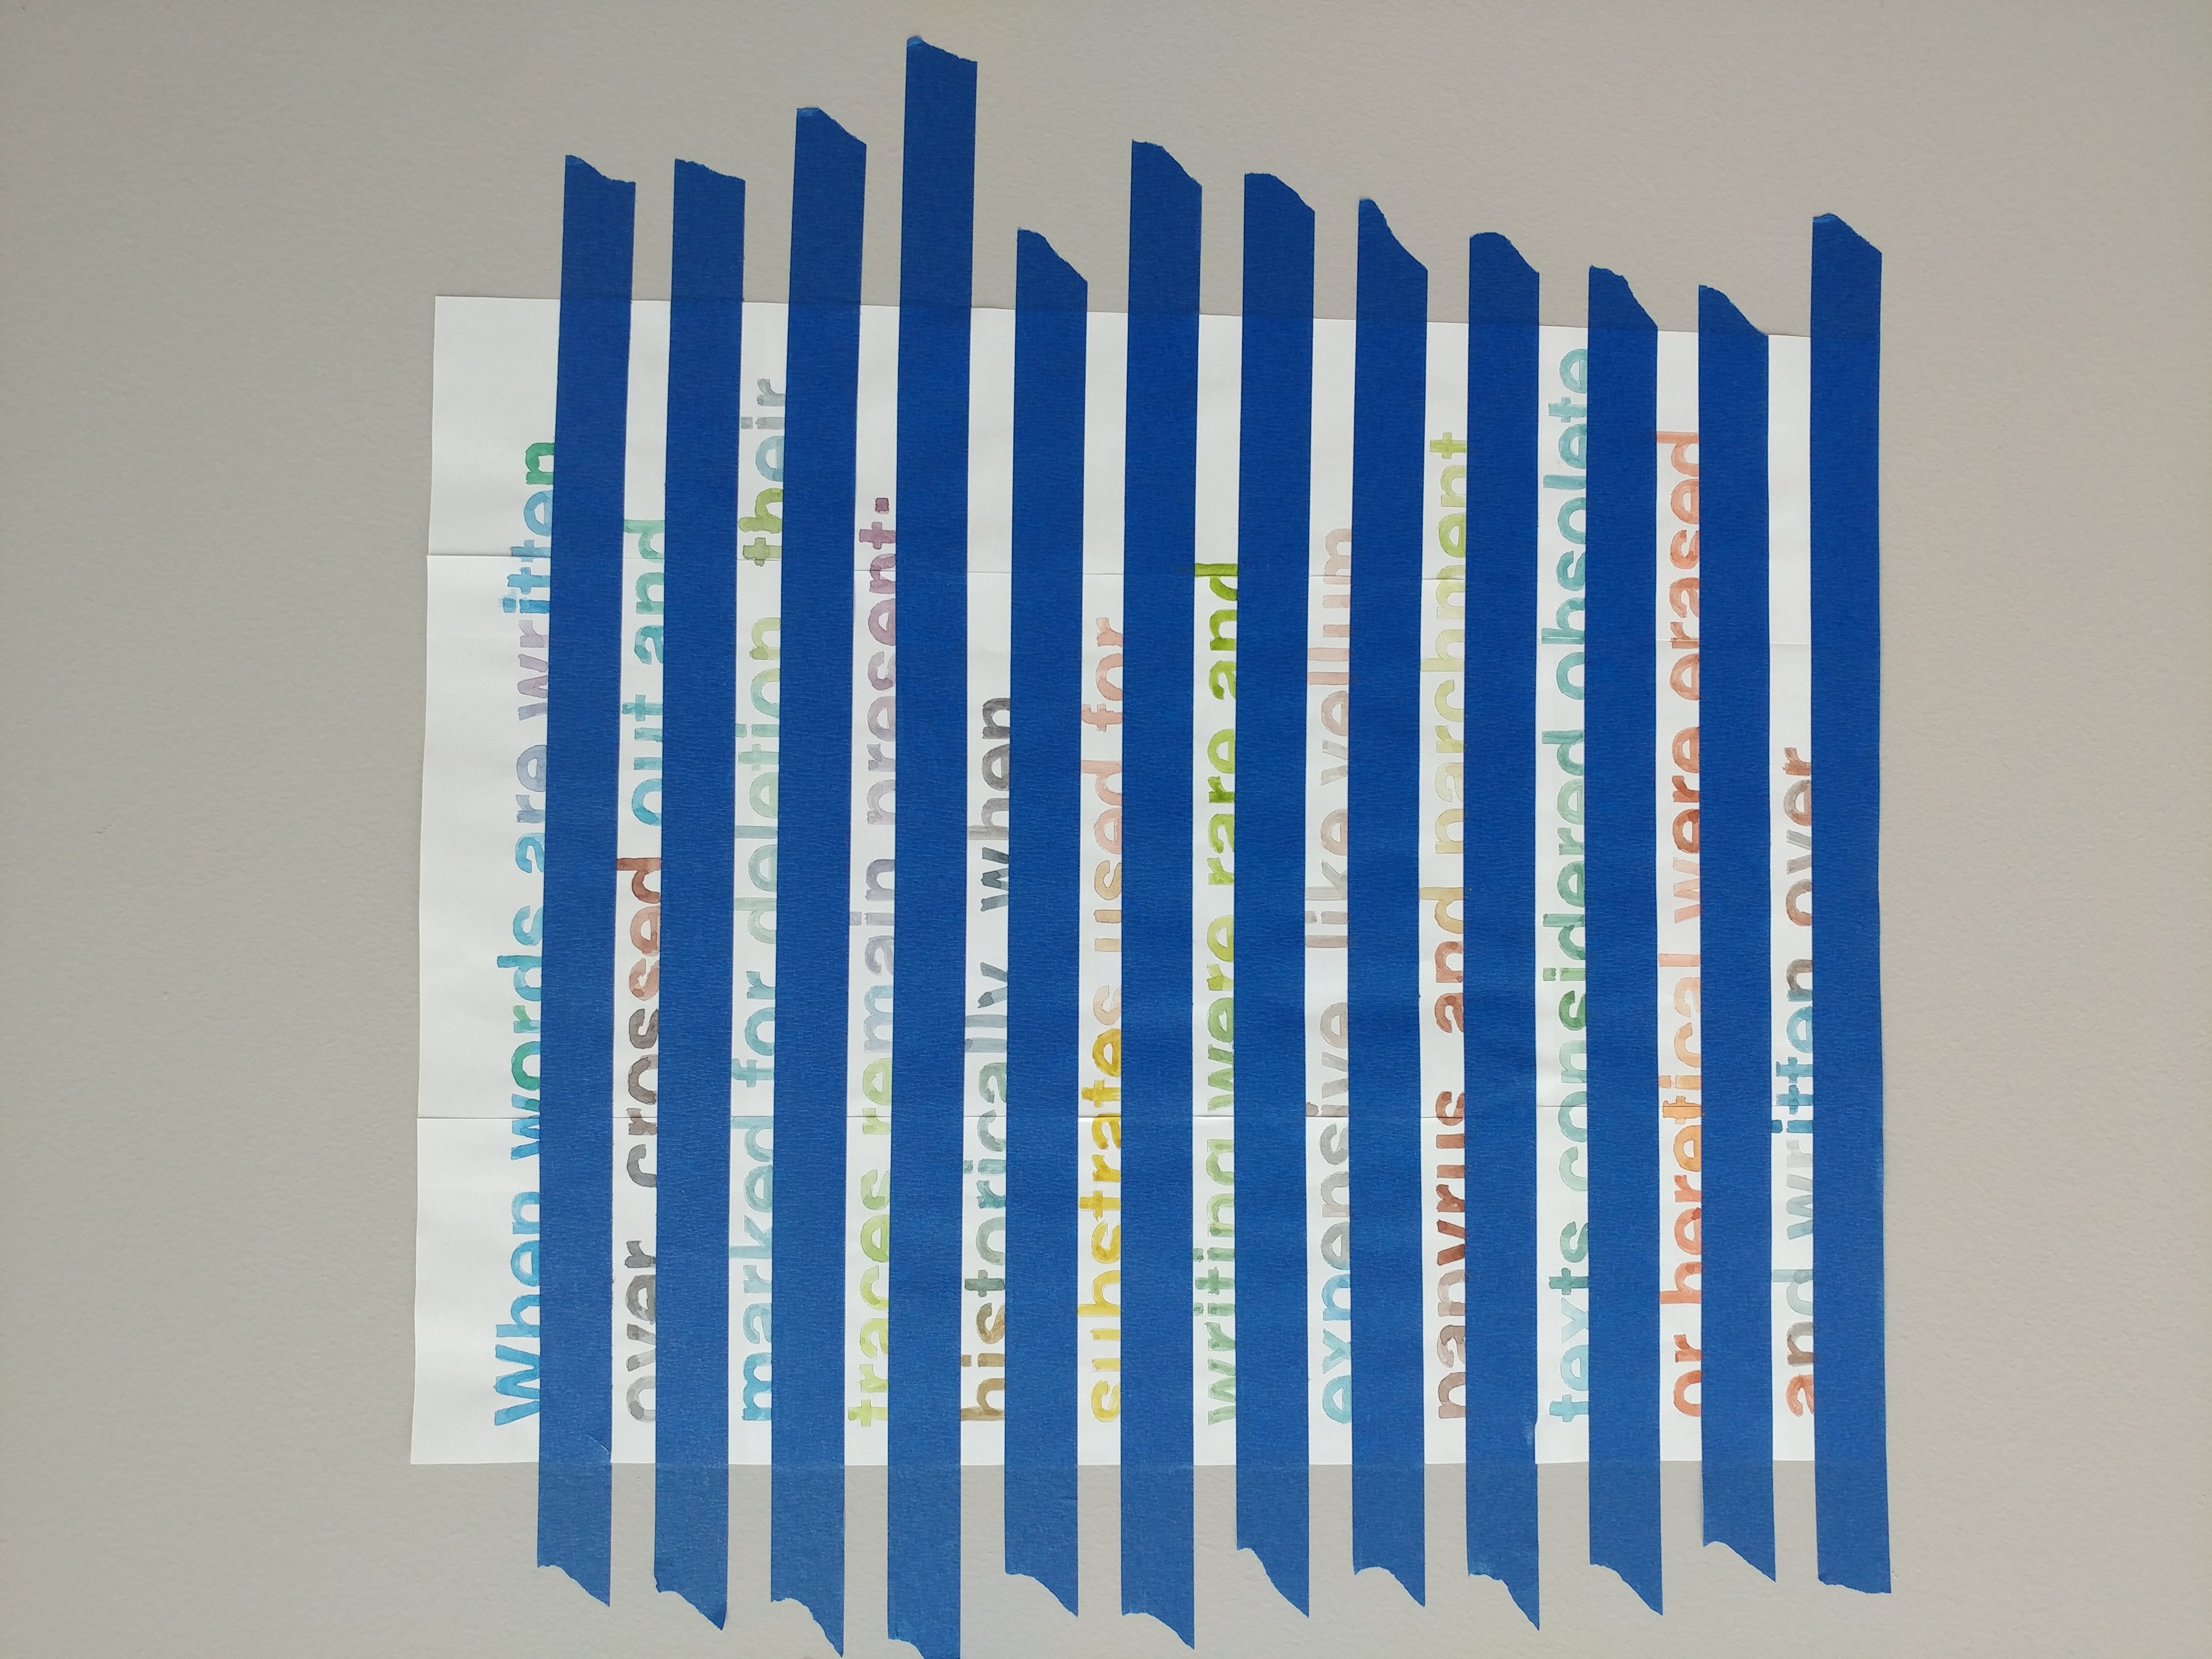 When words are written
over, crossed out and
marked for deletion, their
traces remain present:
historically, when
substrates used for
writing were rare and
expensive, like vellum,
papyrus, and parchment,
texts considered obsolete
or heretical were erased
and written over